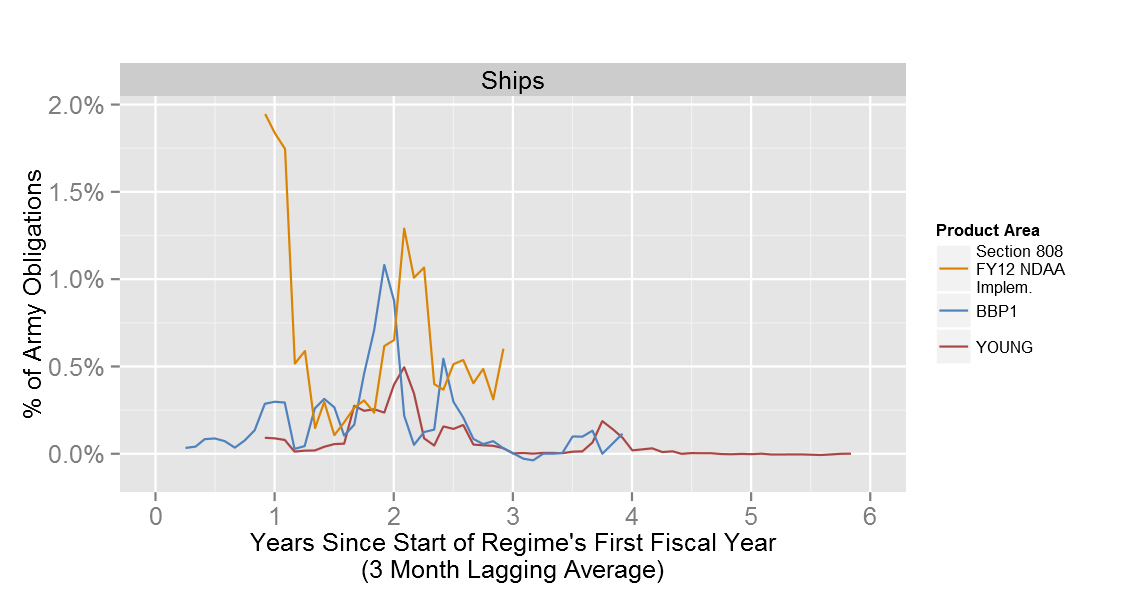 Ships
2.0%
1.5%
1.0%
0.5%
0.0%
% of Army Obligations
0 1 2 3 4 5 6
Years Since Start of Regime's First Fiscal Year
(3 Month Lagging Average)
Product Area
Section 808
FY12 NDAA
Implem.
BBP1
YOUNG